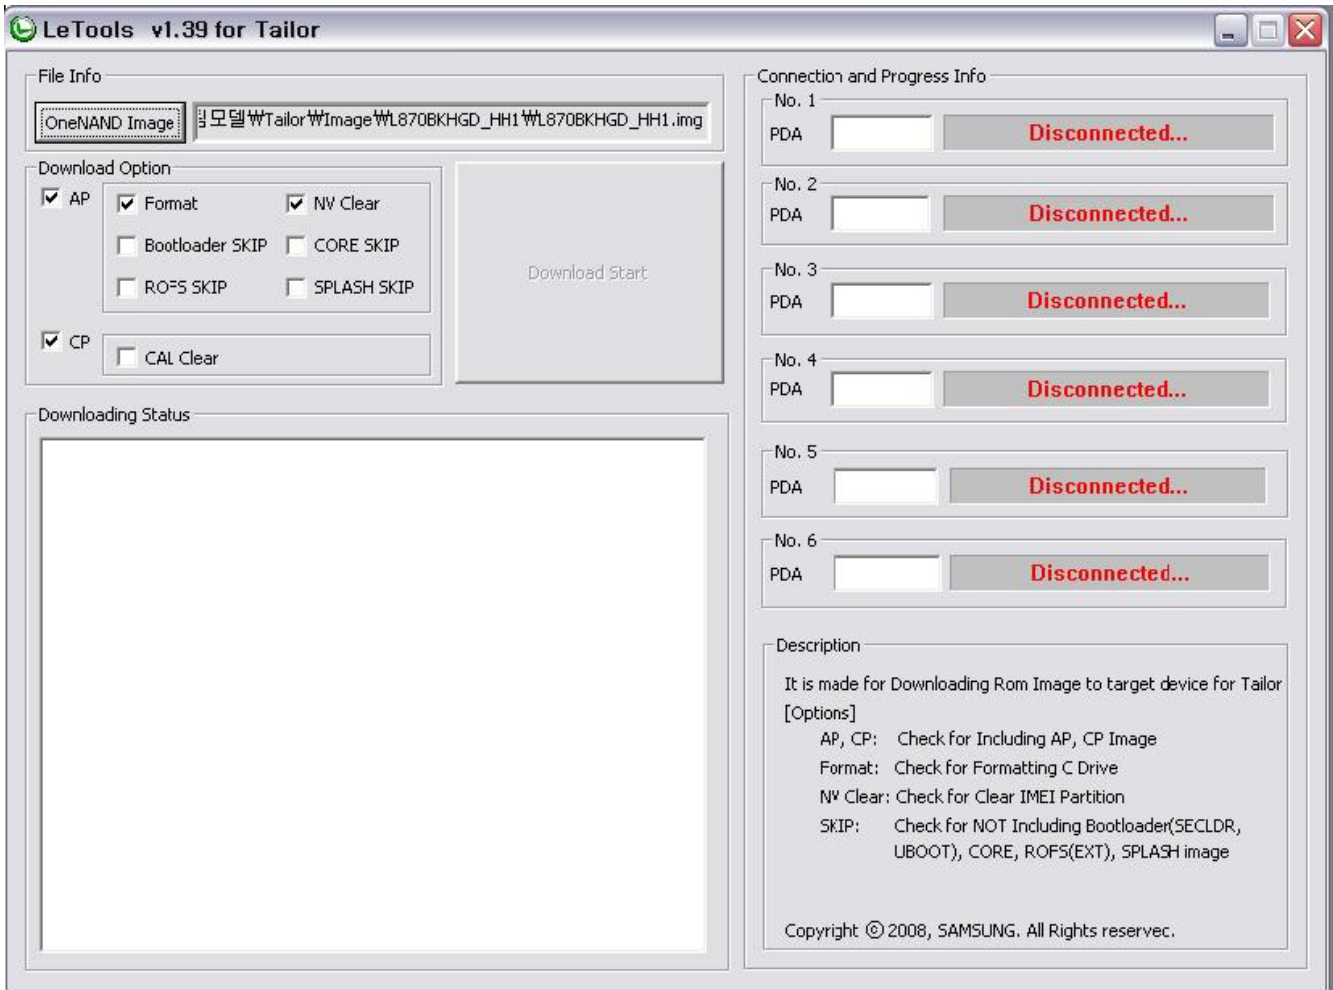 LeTools v1.39 for Tailor
File Info
OneNAND Image
모델₩Tailor₩Image₩L870BKHGD_HH1₩L870BKHGD_HH1.img
Download Option
AP
Format
NV Clear
Bootloader SKIP
CORE SKIP
ROFS SKIP
SPLASH SKIP
CP
CAL Clear
Download Start
Downloading Status
Connection and Progress Info
No. 1
PDA
Disconnected...
No. 2
PDA
Disconnected...
No. 3
PDA
Disconnected...
No. 4
PDA
Disconnected...
No. 5
PDA
Disconnected...
No. 6
PDA
Disconnected...
Description
It is made for Downloading Rom Image to target device for Tailor
[Options]
AP, CP: Check for Including AP, CP Image
Format: Check for Formatting C Drive
NV Clear: Check for Clear IMEI Partition
SKIP: Check for NOT Including Bootloader(SECLDR,
UBOOT), CORE, ROFS(EXT), SPLASH image
Copyright ⓒ 2008, SAMSUNG. All Rights reservec.